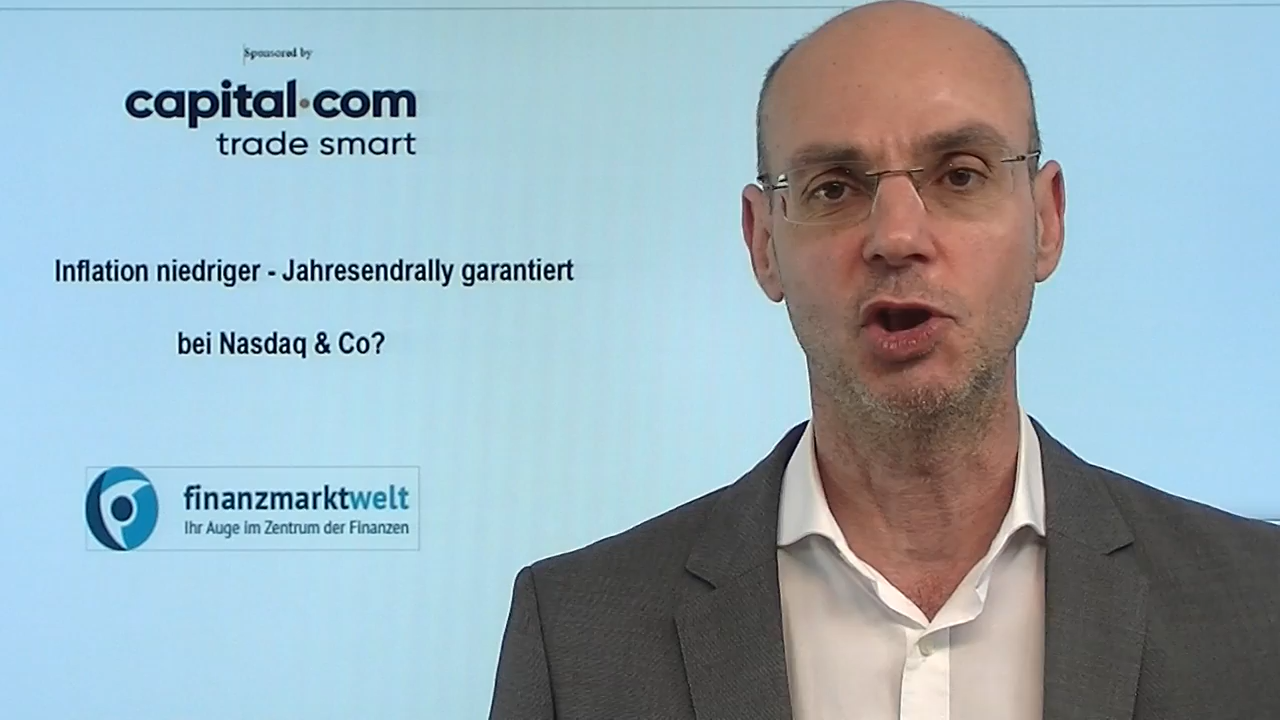 Sponsored by
capital.com
trade smart
Inflation niedriger - Jahresendrally garantiert
bei Nasdaq & Co?
finanzmarktwelt
Ihr Auge im Zentrum der Finanzen